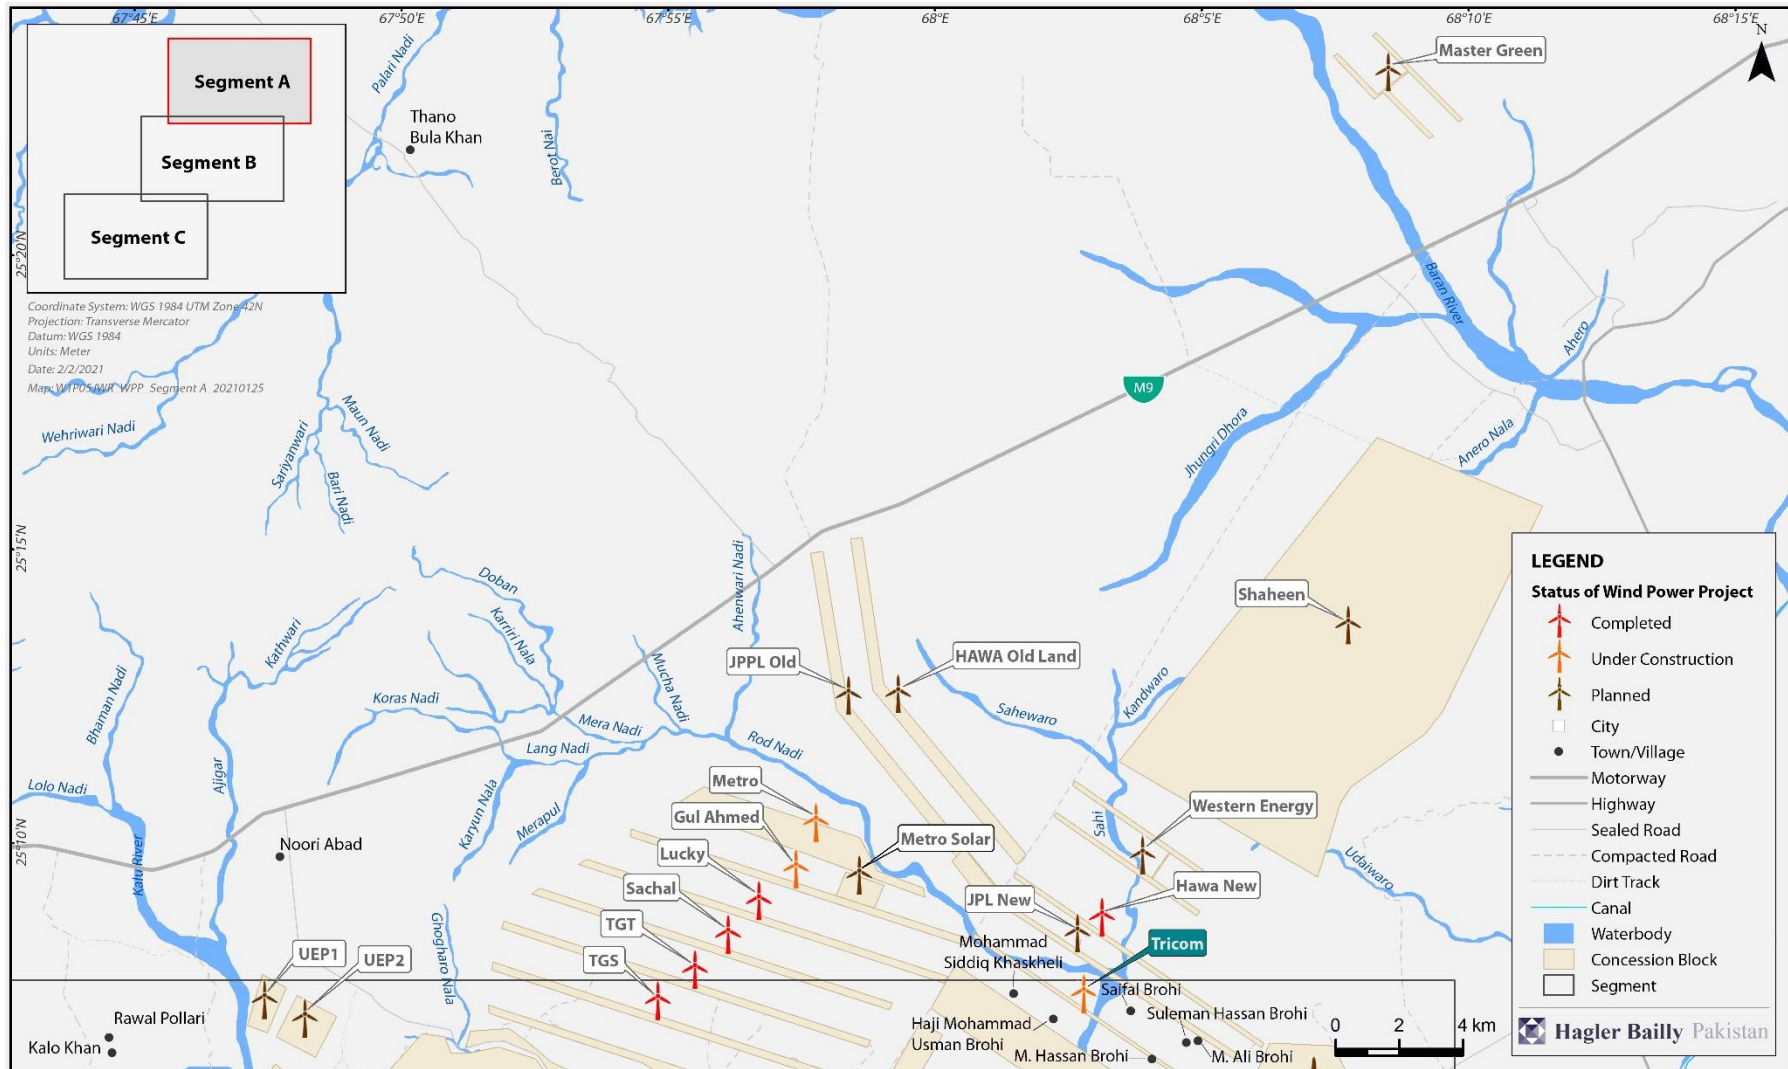 67°45'E
67°50'E
67°55'E
68°E
68°5'E
68°10'E
68°15'E
N
25°20'N
25°15'N
25°10'N
Segment A
Segment B
Segment C
Coordinate System: WGS 1984 UTM Zone 42N
Projection: Transverse Mercator
Datum: WGS 1984
Units: Meter
Date: 2/2/2021
Map: W1P05JWR WPP Segment A 20210125
Palari Nadi
Thano
Bula Khan
Berot Nai
Master Green
Baran River
Ahero
Anero Nala
M9
Jhungri Dhora
Wehriwari Nadi
Sariyanwari
Maun Nadi
Bari Nadi
Doban
Karriri Nala
Ahenwari Nadi
Kathwari
Bhaman Nadi
Koras Nadi
Mucha Nadi
Mera Nadi
Lang Nadi
Rod Nadi
Ajigar
Lolo Nadi
Karyun Nala
Merapul
Kalu River
Noori Abad
Ghogharo Nala
JPPL Old
HAWA Old Land
Shaheen
Sahewaro
Kandwaro
Sahi
Metro
Gul Ahmed
Metro Solar
Lucky
Sachal
TGT
TGS
Western Energy
Hawa New
JPL New
Tricom
Udaiwaro
UEP1
UEP2
Mohammad
Siddiq Khaskheli
Saifal Brohi
Suleman Hassan Brohi
Haji Mohammad
Usman Brohi
M. Hassan Brohi
M. Ali Brohi
Rawal Pollari
Kalo Khan
0 2 4 km
LEGEND
Status of Wind Power Project
Completed
Under Construction
Planned
City
Town/Village
Motorway
Highway
Sealed Road
Compacted Road
Dirt Track
Canal
Waterbody
Concession Block
Segment
Hagler Bailly Pakistan